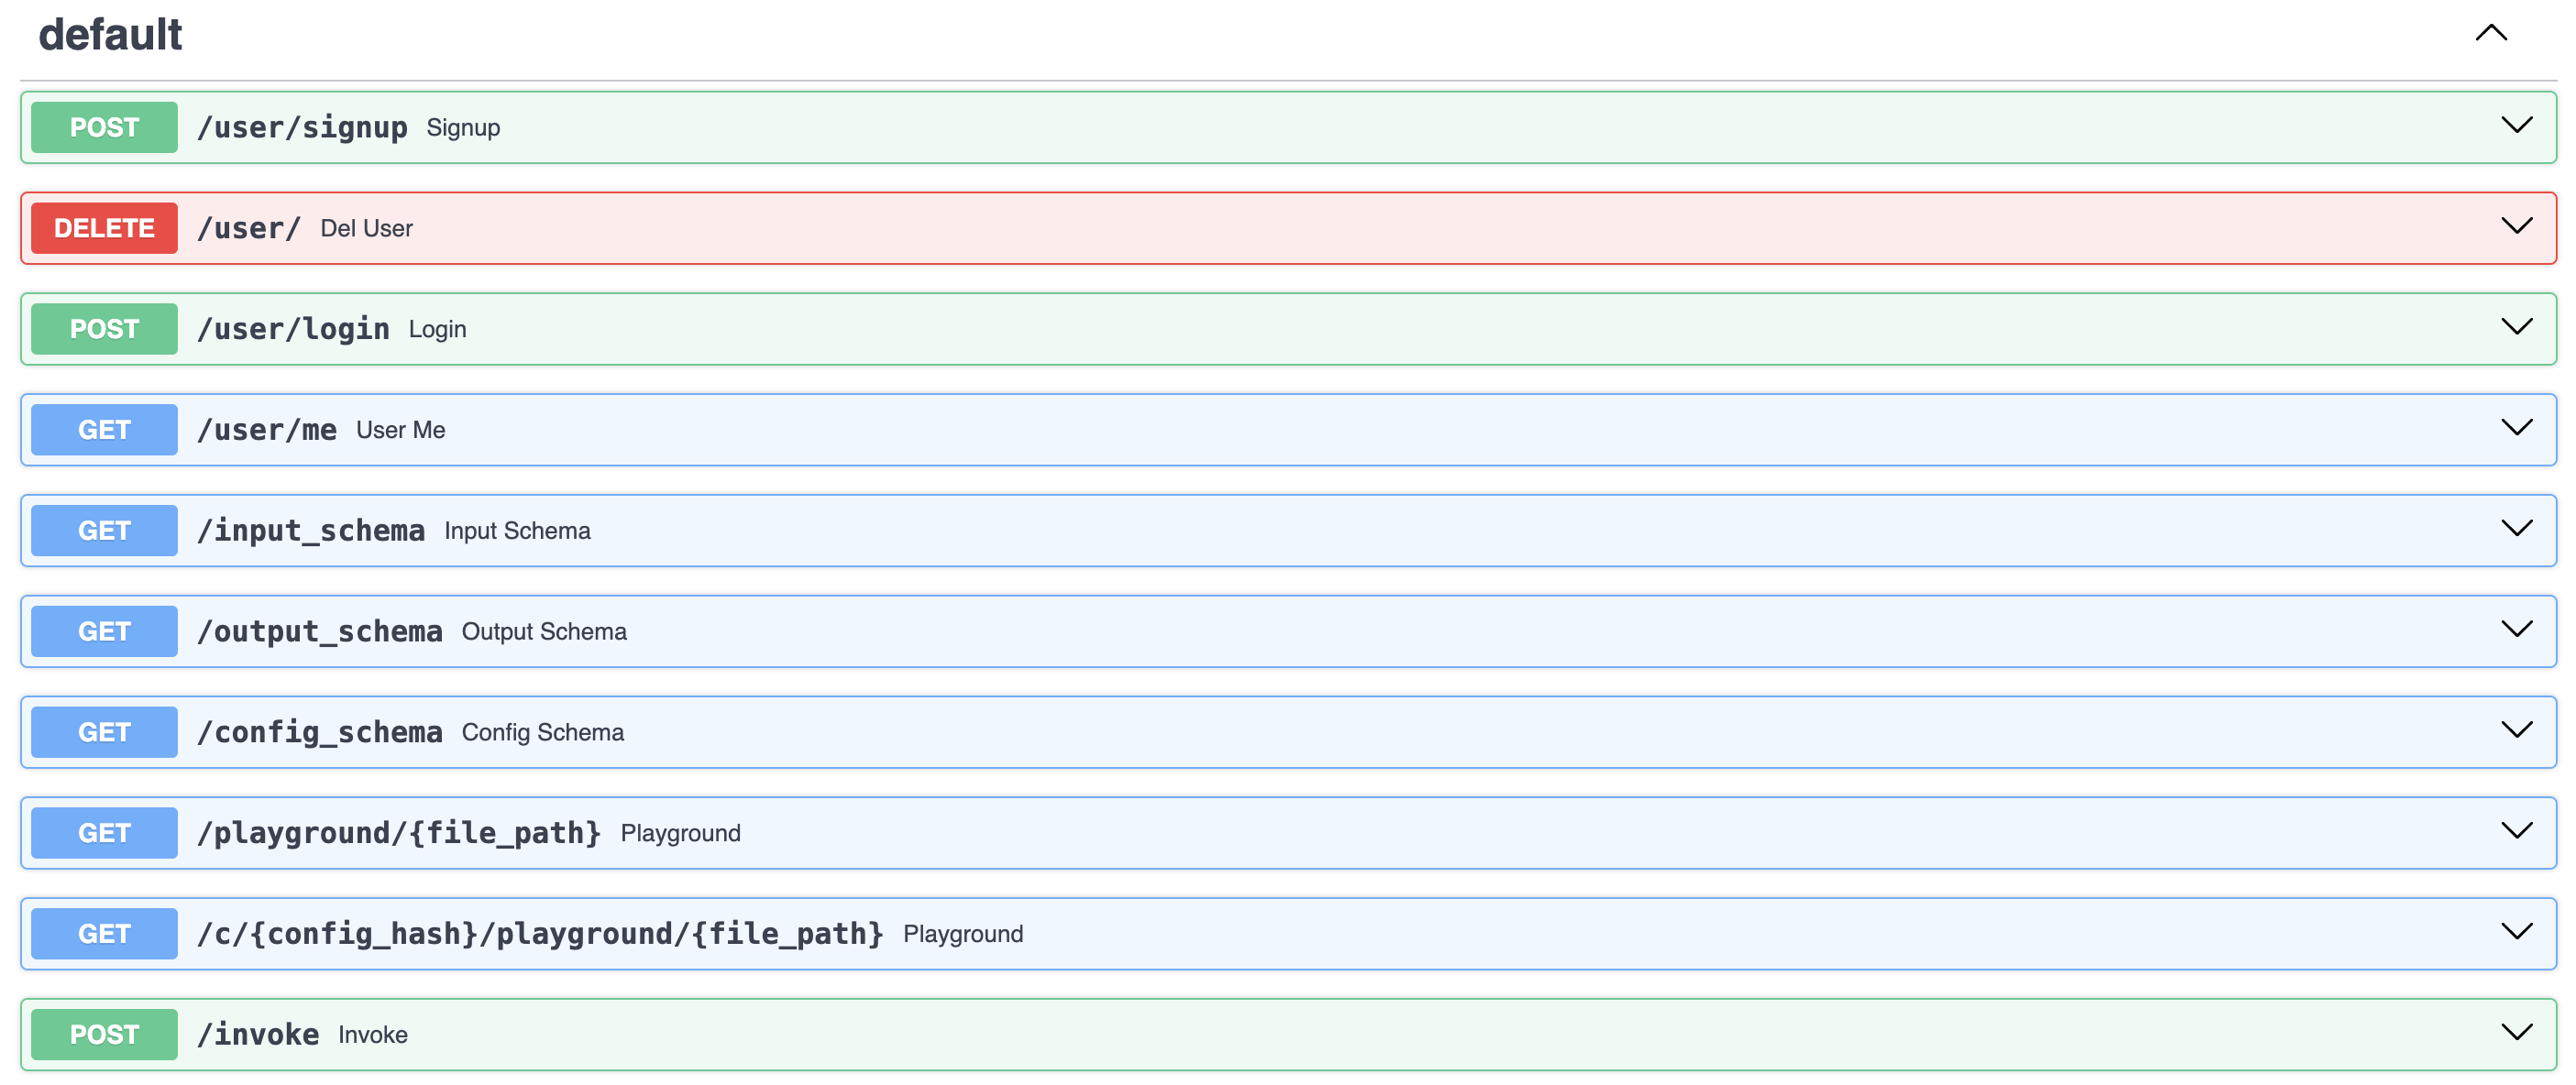 default
POST /user/signup Signup
DELETE /user/ Del User
POST /user/login Login
GET /user/me User Me
GET /input_schema Input Schema
GET /output_schema Output Schema
GET /config_schema Config Schema
GET /playground/{file_path} Playground
GET /c/{config_hash}/playground/{file_path} Playground
POST /invoke Invoke